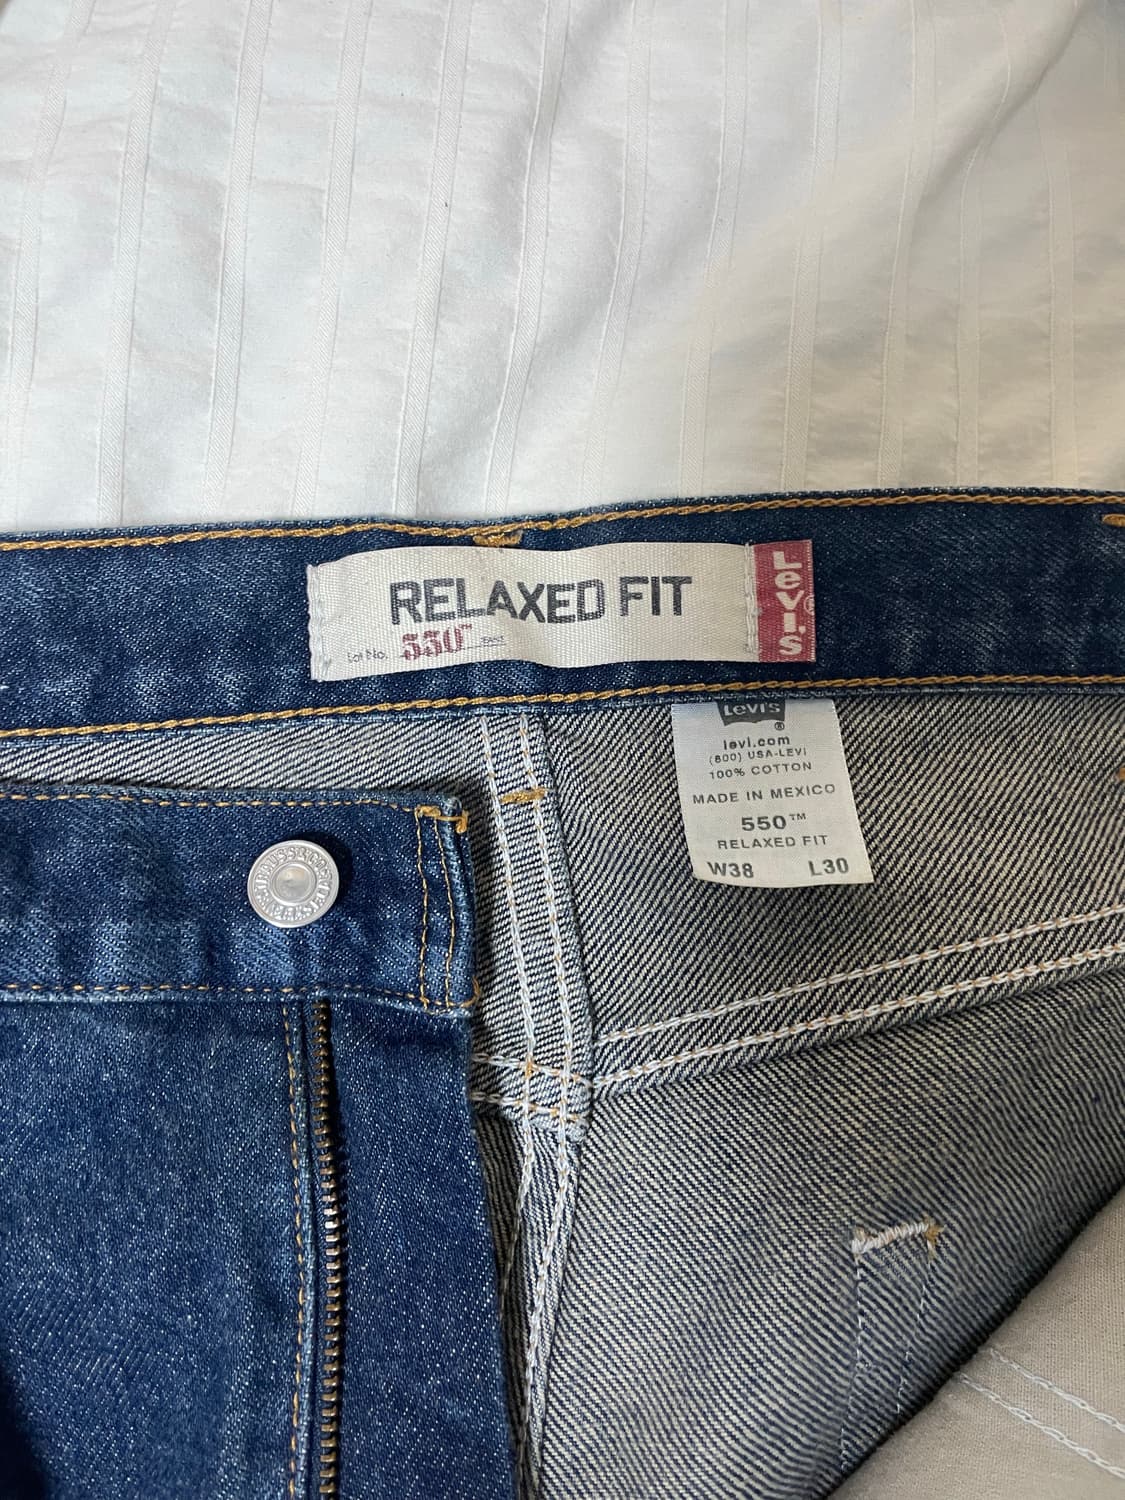 RELAXED FIT
Lot No. 550™
Levi's®
Levi's
®
levi.com
(800) USA-LEVI
100% COTTON
MADE IN MEXICO
550™
RELAXED FIT
W38 L30